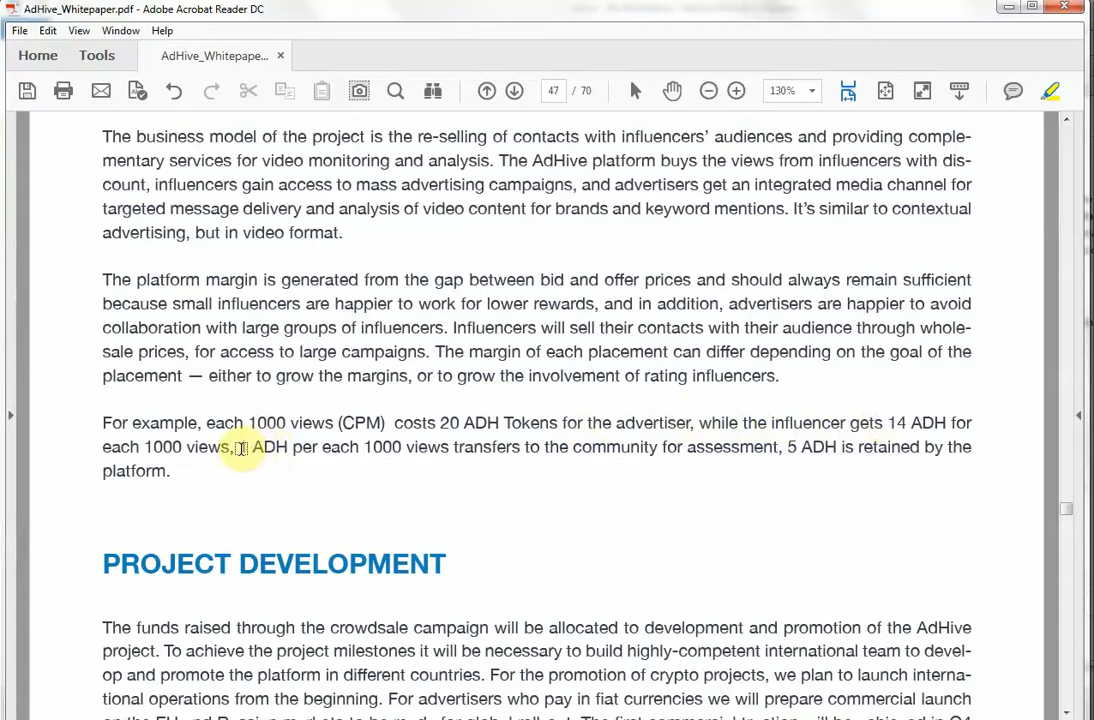 AdHive_Whitepaper.pdf - Adobe Acrobat Reader DC
File Edit View Window Help
Home Tools AdHive_Whitepape... ×
47 / 70 130%
The business model of the project is the re-selling of contacts with influencers’ audiences and providing comple-
mentary services for video monitoring and analysis. The AdHive platform buys the views from influencers with dis-
count, influencers gain access to mass advertising campaigns, and advertisers get an integrated media channel for
targeted message delivery and analysis of video content for brands and keyword mentions. It’s similar to contextual
advertising, but in video format.
The platform margin is generated from the gap between bid and offer prices and should always remain sufficient
because small influencers are happier to work for lower rewards, and in addition, advertisers are happier to avoid
collaboration with large groups of influencers. Influencers will sell their contacts with their audience through whole-
sale prices, for access to large campaigns. The margin of each placement can differ depending on the goal of the
placement — either to grow the margins, or to grow the involvement of rating influencers.
For example, each 1000 views (CPM) costs 20 ADH Tokens for the advertiser, while the influencer gets 14 ADH for
each 1000 views, ADH per each 1000 views transfers to the community for assessment, 5 ADH is retained by the
platform.
PROJECT DEVELOPMENT
The funds raised through the crowdsale campaign will be allocated to development and promotion of the AdHive
project. To achieve the project milestones it will be necessary to build highly-competent international team to devel-
op and promote the platform in different countries. For the promotion of crypto projects, we plan to launch interna-
tional operations from the beginning. For advertisers who pay in fiat currencies we will prepare commercial launch